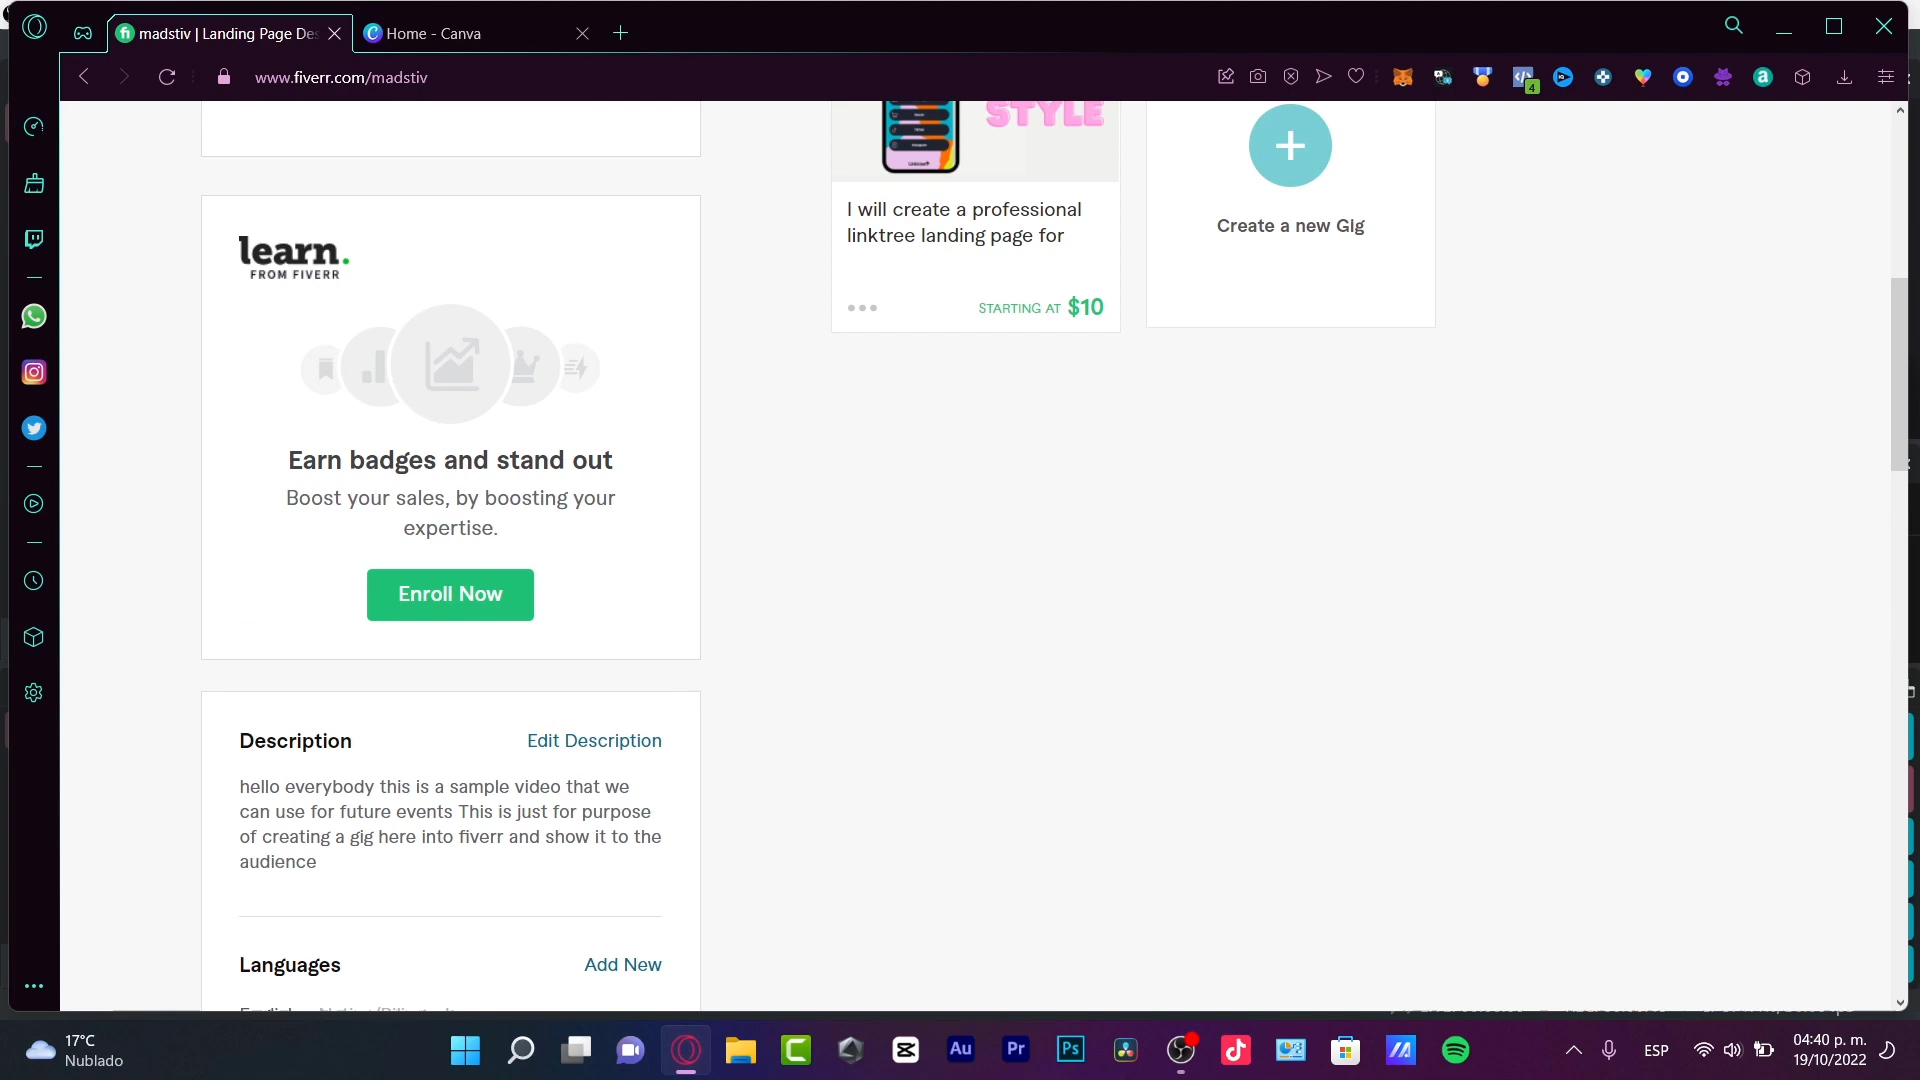 madstiv | Landing Page Des
Home - Canva
www.fiverr.com/madstiv
4
STYLE
learn.
FROM FIVERR
Earn badges and stand out
Boost your sales, by boosting your
expertise.
Enroll Now
Description
Edit Description
hello everybody this is a sample video that we
can use for future events This is just for purpose
of creating a gig here into fiverr and show it to the
audience
Languages
Add New
I will create a professional
linktree landing page for
STARTING AT $10
Create a new Gig
17°C
Nublado
Au
Pr
Ps
ESP
04:40 p. m.
19/10/2022